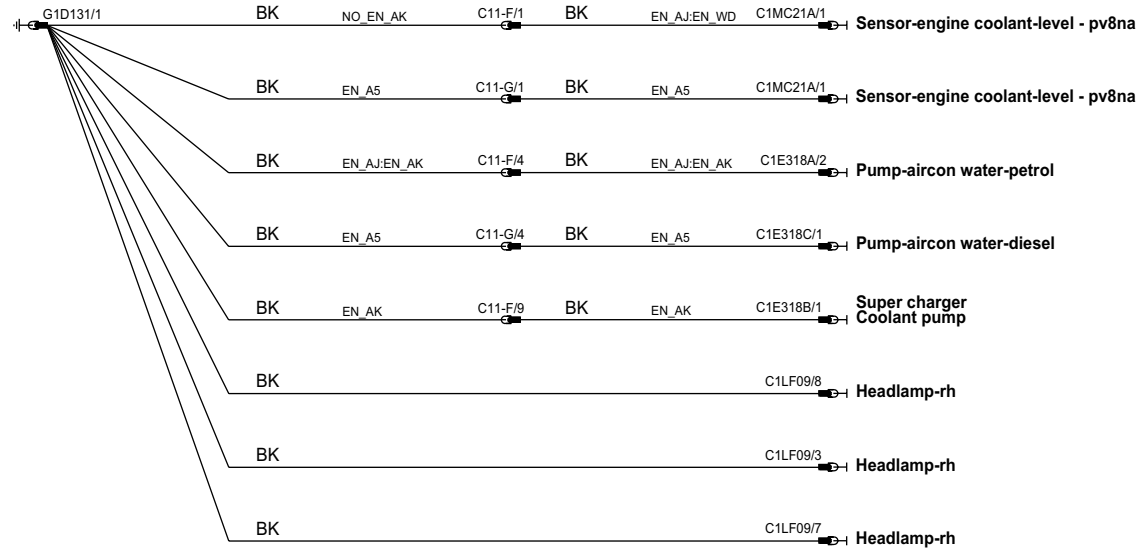 G1D131/1 BK NO_EN_AK C11-F/1 BK EN_AJ:EN_WD C1MC21A/1 Sensor-engine coolant-level - pv8na
BK EN_A5 C11-G/1 BK EN_A5 C1MC21A/1 Sensor-engine coolant-level - pv8na
BK EN_AJ:EN_AK C11-F/4 BK EN_AJ:EN_AK C1E318A/2 Pump-aircon water-petrol
BK EN_A5 C11-G/4 BK EN_A5 C1E318C/1 Pump-aircon water-diesel
BK EN_AK C11-F/9 BK EN_AK C1E318B/1 Super charger
Coolant pump
BK C1LF09/8 Headlamp-rh
BK C1LF09/3 Headlamp-rh
BK C1LF09/7 Headlamp-rh